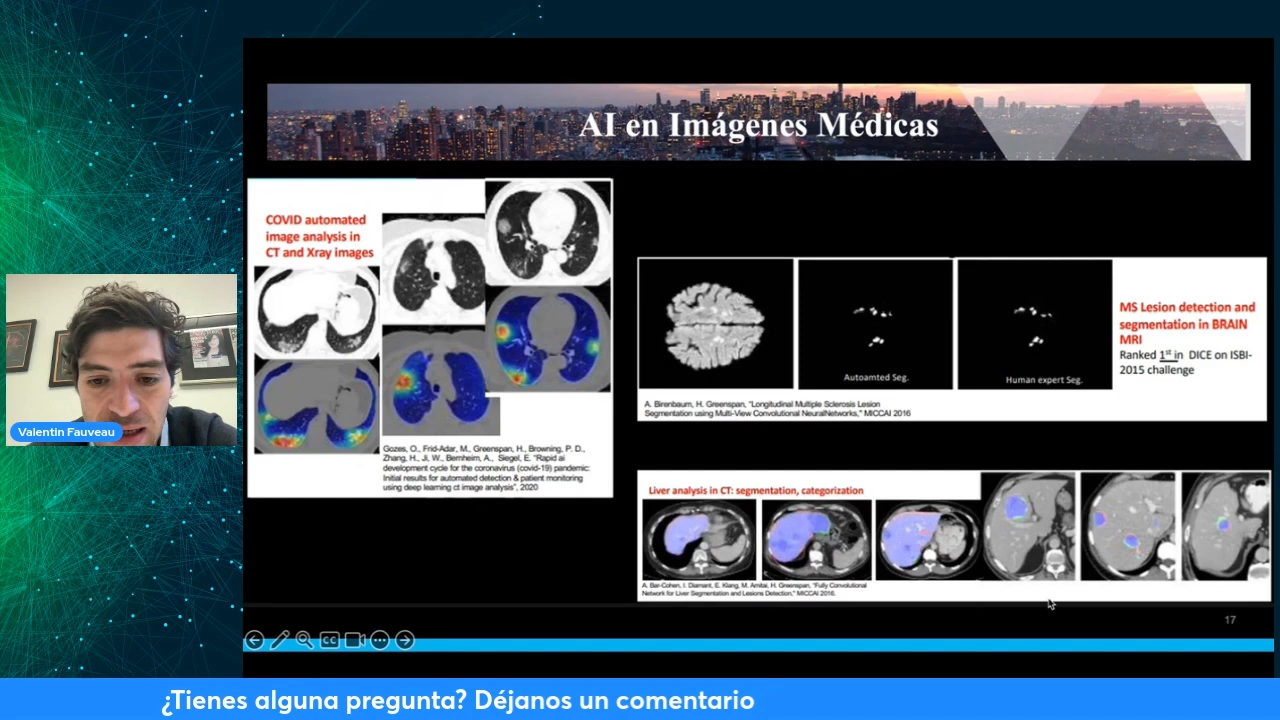 AI en Imágenes Médicas
COVID automated
image analysis in
CT and Xray images
Gozes, O., Frid-Adar, M., Greenspan, H., Browning, P. D.,
Zhang, H., Ji, W., Bernheim, A., Siegel, E. "Rapid ai
development cycle for the coronavirus (covid-19) pandemic:
Initial results for automated detection & patient monitoring
using deep learning ct image analysis", 2020
Autoamted Seg.
Human expert Seg.
MS Lesion detection and
segmentation in BRAIN
MRI
Ranked 1st in DICE on ISBI-
2015 challenge
A. Birenbaum, H. Greenspan, "Longitudinal Multiple Sclerosis Lesion
Segmentation using Multi-View Convolutional NeuralNetworks," MICCAI 2016
Liver analysis in CT: segmentation, categorization
A. Bar-Cohen, I. Diamant, E. Klang, M. Amitai, H. Greenspan, "Fully Convolutional
Network for Liver Segmentation and Lesions Detection," MICCAI 2016.
17
CC
Valentin Fauveau
¿Tienes alguna pregunta? Déjanos un comentario